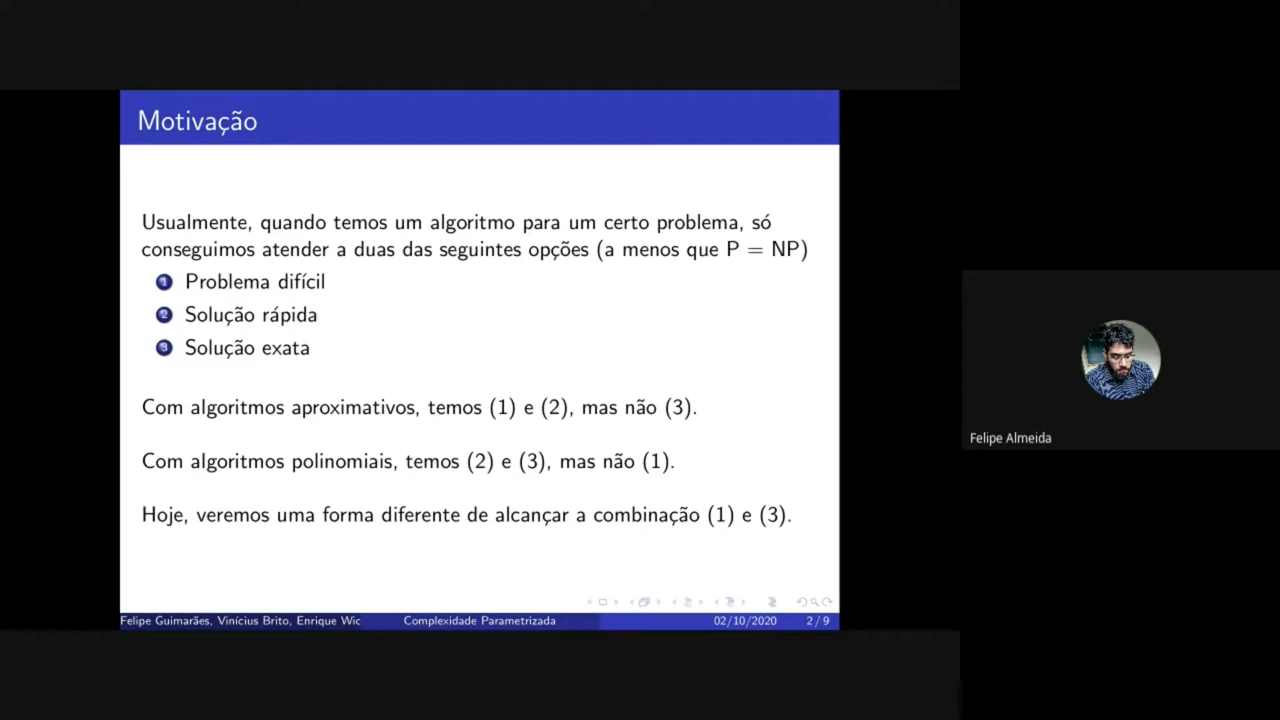 Motivação
Usualmente, quando temos um algoritmo para um certo problema, só
conseguimos atender a duas das seguintes opções (a menos que P = NP)
1 Problema difícil
2 Solução rápida
3 Solução exata
Com algoritmos aproximativos, temos (1) e (2), mas não (3).
Com algoritmos polinomiais, temos (2) e (3), mas não (1).
Hoje, veremos uma forma diferente de alcançar a combinação (1) e (3).
Felipe Guimarães, Vinícius Brito, Enrique Wic
Complexidade Parametrizada
02/10/2020
2 / 9
Felipe Almeida